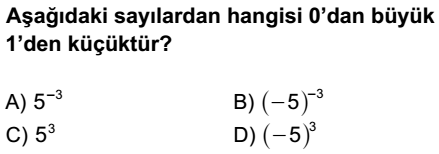 Aşağıdaki sayılardan hangisi 0’dan büyük
1’den küçüktür?
A) 5⁻³ B) (−5)⁻³
C) 5³ D) (−5)³